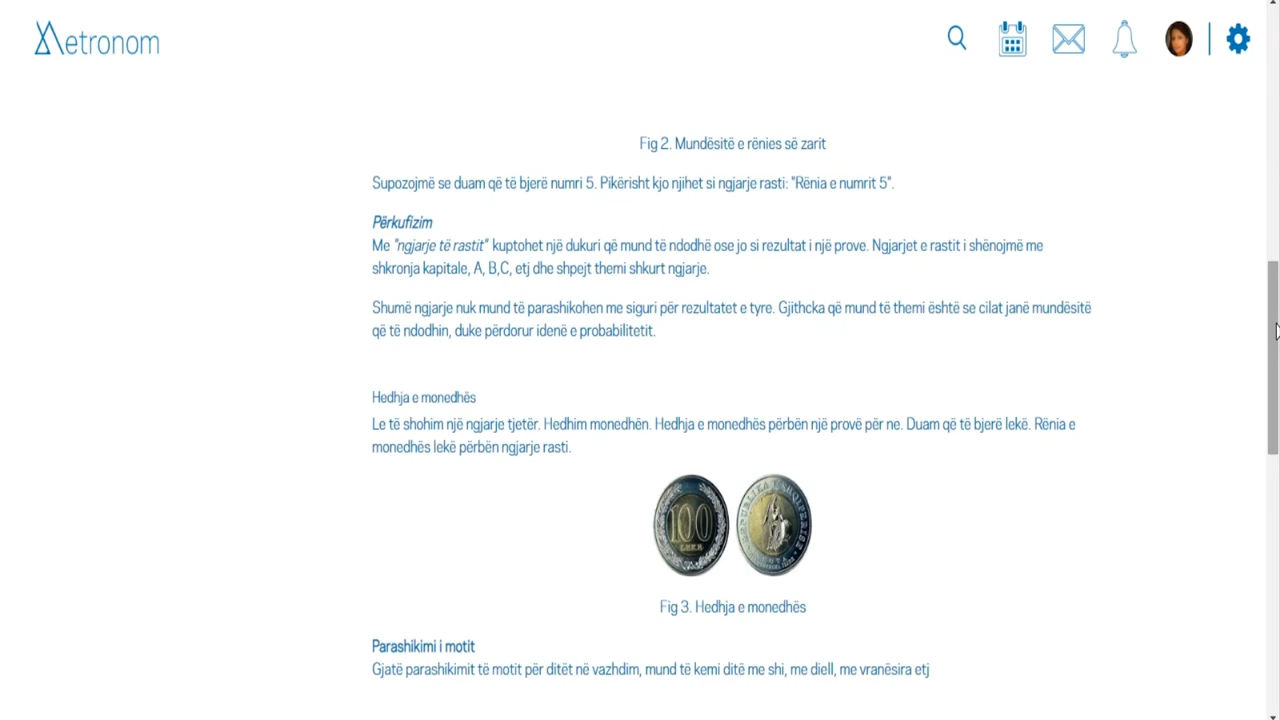 Metronom
Fig 2. Mundësitë e rënies së zarit
Supozojmë se duam që të bjerë numri 5. Pikërisht kjo njihet si ngjarje rasti: "Rënia e numrit 5".
Përkufizim
Me "ngjarje të rastit" kuptohet një dukuri që mund të ndodhë ose jo si rezultat i një prove. Ngjarjet e rastit i shënojmë me
shkronja kapitale, A, B,C, etj dhe shpejt themi shkurt ngjarje.
Shumë ngjarje nuk mund të parashikohen me siguri për rezultatet e tyre. Gjithcka që mund të themi është se cilat janë mundësitë
që të ndodhin, duke përdorur idenë e probabilitetit.
Hedhja e monedhës
Le të shohim një ngjarje tjetër. Hedhim monedhën. Hedhja e monedhës përbën një provë për ne. Duam që të bjerë lekë. Rënia e
monedhës lekë përbën ngjarje rasti.
100
LEKE
REPUBLIKA E SHQIPERISE
Fig 3. Hedhja e monedhës
Parashikimi i motit
Gjatë parashikimit të motit për ditët në vazhdim, mund të kemi ditë me shi, me diell, me vranësira etj